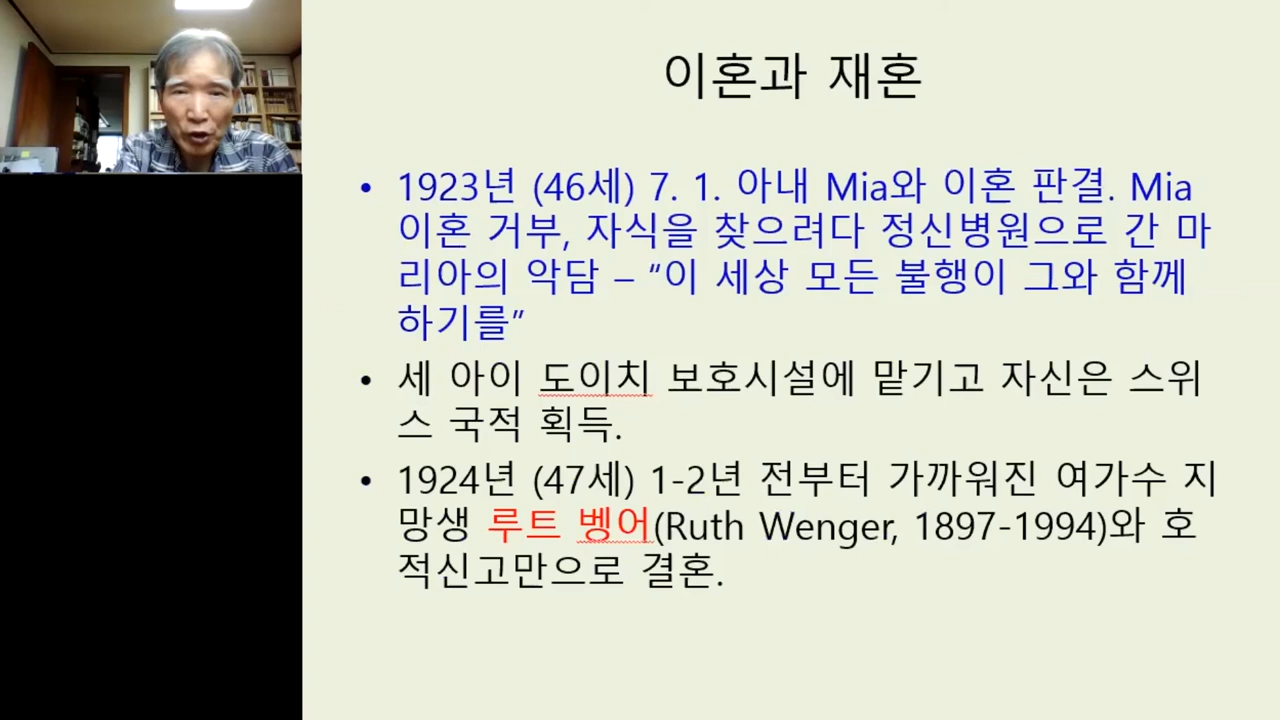 이혼과 재혼
• 1923년 (46세) 7. 1. 아내 Mia와 이혼 판결. Mia
이혼 거부, 자식을 찾으려다 정신병원으로 간 마
리아의 악담 – “이 세상 모든 불행이 그와 함께
하기를”
• 세 아이 도이치 보호시설에 맡기고 자신은 스위
스 국적 획득.
• 1924년 (47세) 1-2년 전부터 가까워진 여가수 지
망생 루트 벵어(Ruth Wenger, 1897-1994)와 호
적신고만으로 결혼.